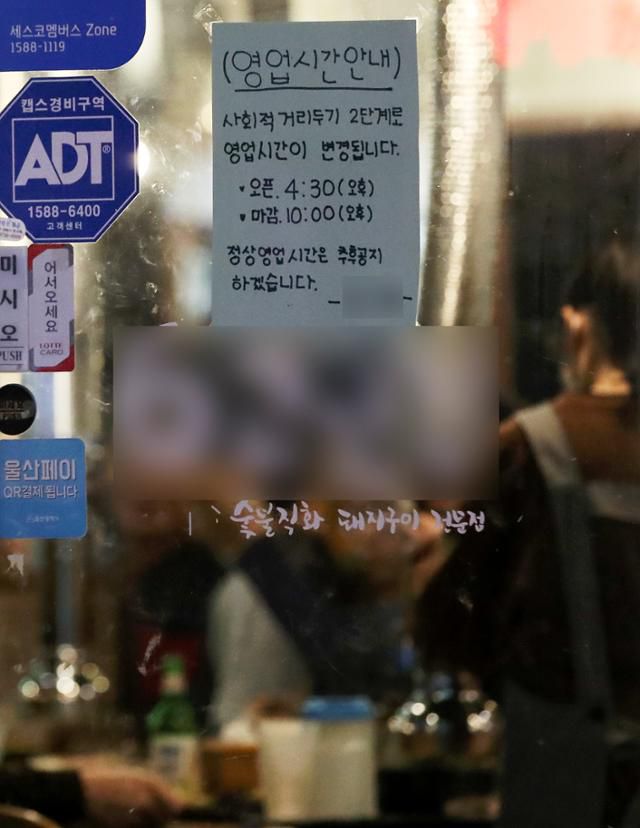 세스코멤버스 Zone
1588-1119
캡스경비구역
ADT®
1588-6400
고객센터
(영업시간안내)
사회적 거리두기 2단계로
영업시간이 변경됩니다.
• 오픈. 4:30 (오후)
• 마감. 10:00 (오후)
정상영업시간은 추후공지
하겠습니다.
미시오
PUSH
어서오세요
LOTTE
CARD
울산페이
QR결제 됩니다
숯불직화 돼지구이 전문점